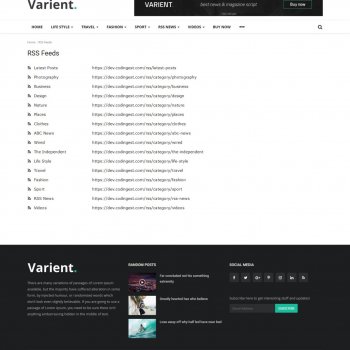 Varient.
VARIENT
Best news & magazine script
BUY NOW
HOME LIFE STYLE TRAVEL FASHION SPORT RSS NEWS VIDEOS BUY NOW
Home RSS Feeds
RSS Feeds
Latest Posts https://dev.codingest.com/rss/latest-posts
Photography https://dev.codingest.com/rss/category/photography
Business https://dev.codingest.com/rss/category/business
Design https://dev.codingest.com/rss/category/design
Nature https://dev.codingest.com/rss/category/nature
Places https://dev.codingest.com/rss/category/places
Clothes https://dev.codingest.com/rss/category/clothes
ABC News https://dev.codingest.com/rss/category/abc-news
Wired https://dev.codingest.com/rss/category/wired
The Independent https://dev.codingest.com/rss/category/the-independent
Life Style https://dev.codingest.com/rss/category/life-style
Travel https://dev.codingest.com/rss/category/travel
Fashion https://dev.codingest.com/rss/category/fashion
Sport https://dev.codingest.com/rss/category/sport
RSS News https://dev.codingest.com/rss/category/rss-news
Videos https://dev.codingest.com/rss/category/videos
Varient.
There are many variations of passages of Lorem Ipsum
available, but the majority have suffered alteration in some
form, by injected humour, or randomised words which
don't look even slightly believable. If you are going to use a
passage of Lorem Ipsum, you need to be sure there isn't
anything embarrassing hidden in the middle of text.
RANDOM POSTS
Far concluded not his something
extremity
Greatly hearted has who believe
Lose away off why half led have near bed
SOCIAL MEDIA
Subscribe here to get interesting stuff and updates!
Subscribe